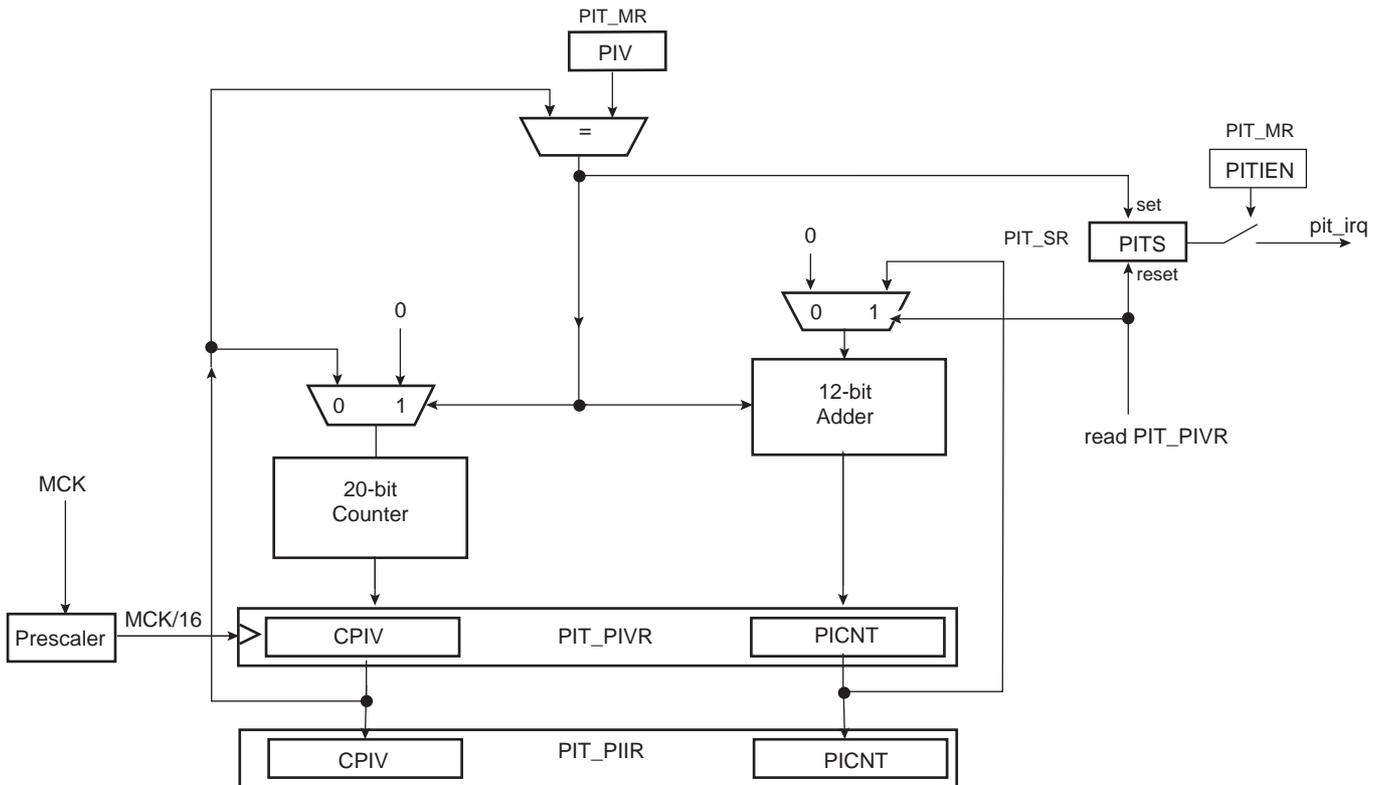 PIT_MR
PIV
=
PIT_MR
PITIEN
set
PIT_SR
PITS
pit_irq
reset
0
0 1
0
0 1
12-bit
Adder
read PIT_PIVR
20-bit
Counter
MCK
Prescaler
MCK/16
CPIV
PIT_PIVR
PICNT
CPIV
PIT_PIIR
PICNT